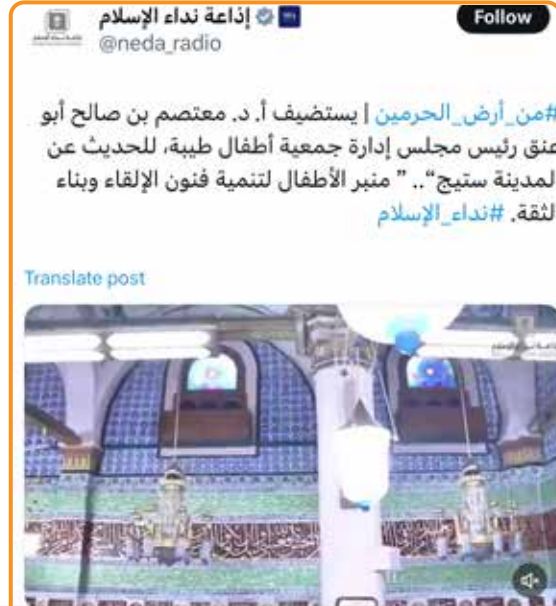 إذاعة نداء الإسلام
@neda_radio
Follow
#من_أرض_الحرمين | يستضيف أ. د. معتصم بن صالح أبو
عنق رئيس مجلس إدارة جمعية أطفال طيبة، للحديث عن
لمدينة ستيج“.. ” منبر الأطفال لتنمية فنون الإلقاء وبناء
لثقة. #نداء_الإسلام
Translate post